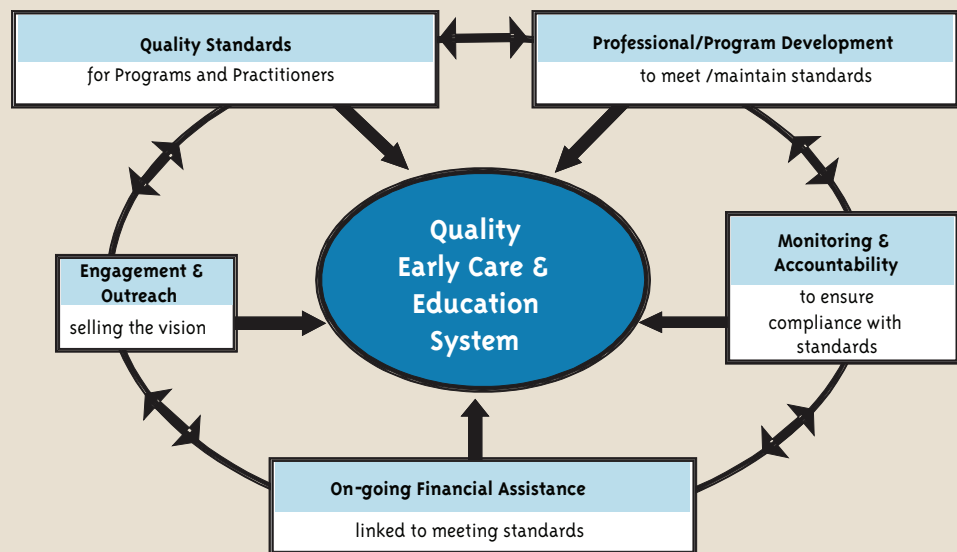 Quality Standards
for Programs and Practitioners
Professional/Program Development
to meet /maintain standards
Quality
Early Care &
Education
System
Engagement &
Outreach
selling the vision
Monitoring &
Accountability
to ensure
compliance with
standards
On-going Financial Assistance
linked to meeting standards